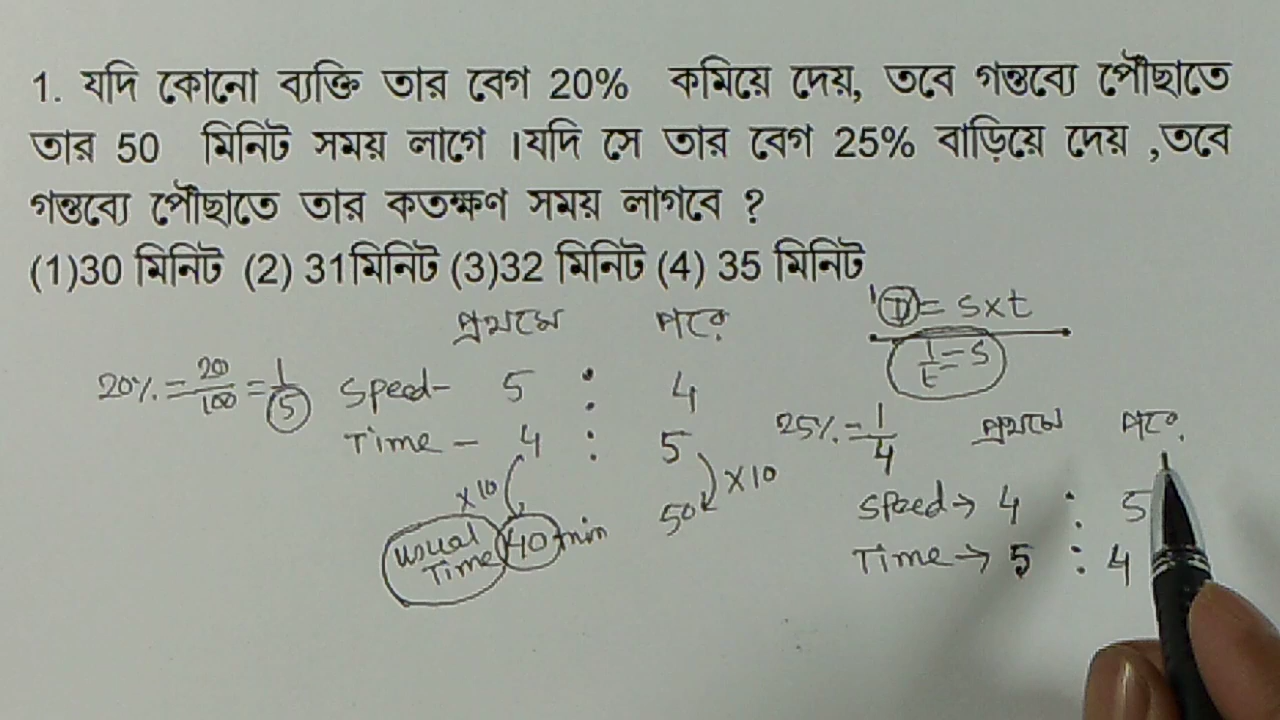 1. যদি কোনো ব্যক্তি তার বেগ 20% কমিয়ে দেয়, তবে গন্তব্যে পৌছাতে
তার 50 মিনিট সময় লাগে ।যদি সে তার বেগ 25% বাড়িয়ে দেয় ,তবে
গন্তব্যে পৌছাতে তার কতক্ষণ সময় লাগবে ?
(1)30 মিনিট (2) 31মিনিট (3)32 মিনিট (4) 35 মিনিট
প্রথমে পরে
D = s x t
1/t = s
20% = 20/100 = 1/5
Speed - 5 : 4
Time - 4 : 5
x10 x10
usual Time 40 min 50
25% = 1/4
প্রথমে পরে
Speed → 4 : 5
Time → 5 : 4